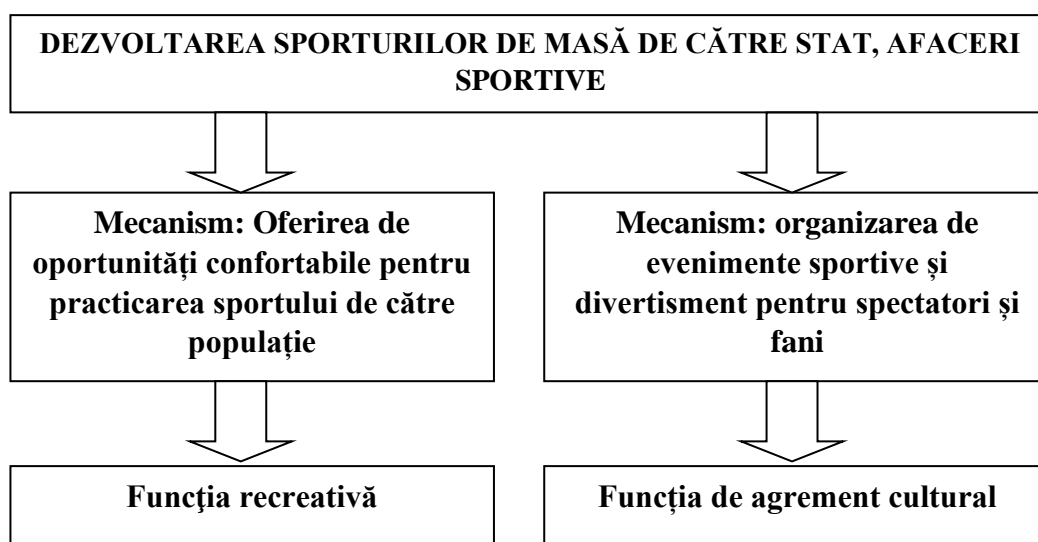 DEZVOLTAREA SPORTURILOR DE MASĂ DE CĂTRE STAT, AFACERI
SPORTIVE
Mecanism: Oferirea de
oportunități confortabile pentru
practicarea sportului de către
populație
Mecanism: organizarea de
evenimente sportive și
divertisment pentru spectatori și
fani
Funcţia recreativă
Funcția de agrement cultural